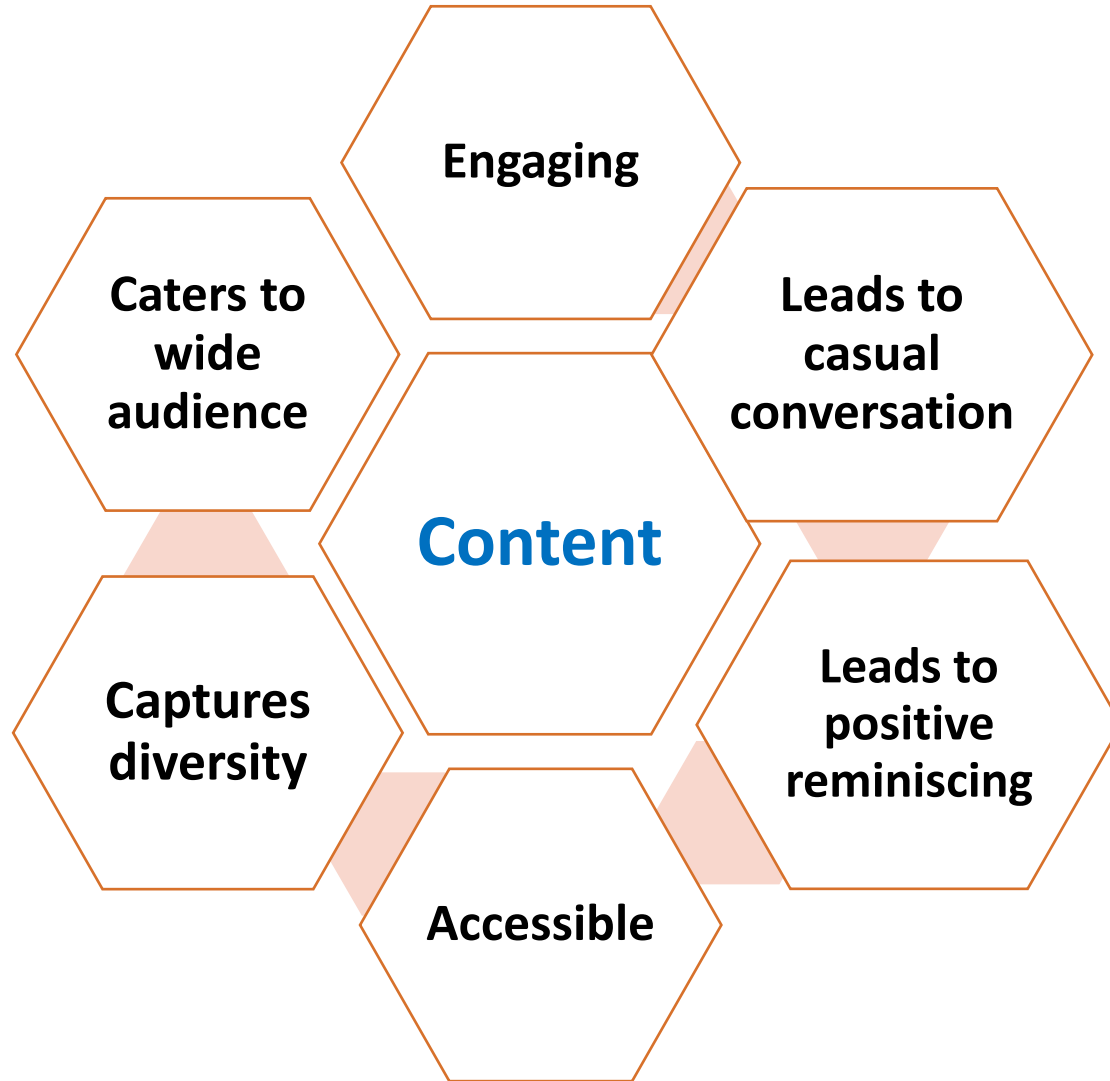 Engaging
Leads to
casual
conversation
Leads to
positive
reminiscing
Accessible
Captures
diversity
Caters to
wide
audience
Content